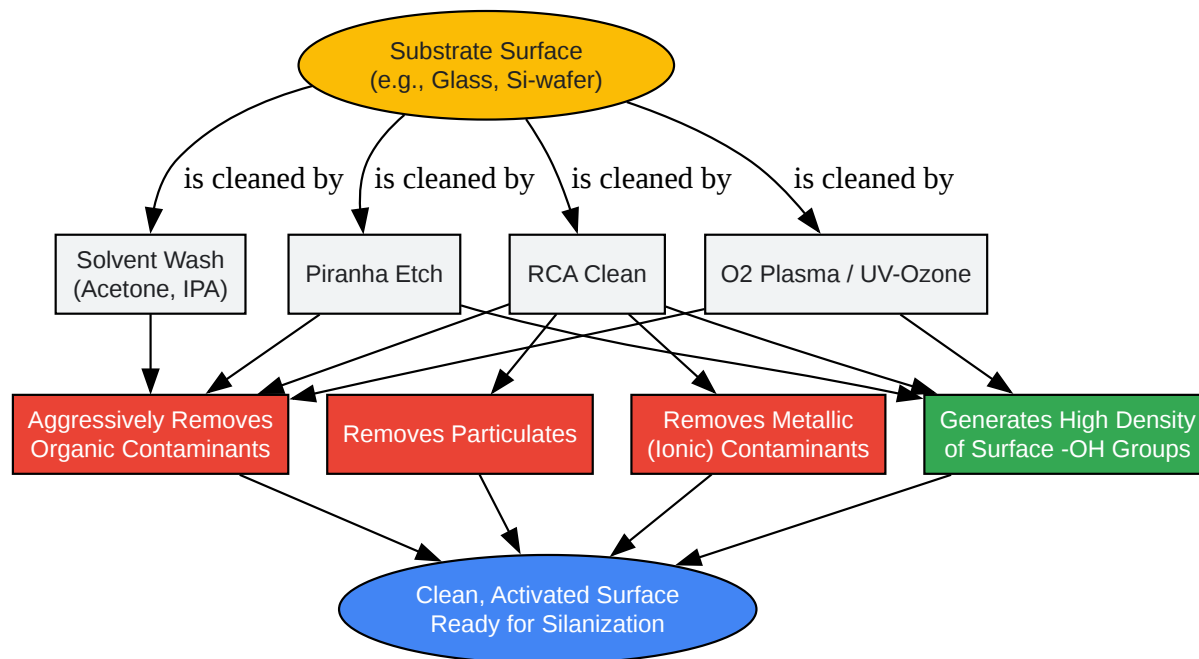 Substrate Surface
(e.g., Glass, Si-wafer)
is cleaned by
is cleaned by
is cleaned by
is cleaned by
Solvent Wash
(Acetone, IPA)
Piranha Etch
RCA Clean
O2 Plasma / UV-Ozone
Aggressively Removes
Organic Contaminants
Removes Particulates
Removes Metallic
(Ionic) Contaminants
Generates High Density
of Surface -OH Groups
Clean, Activated Surface
Ready for Silanization